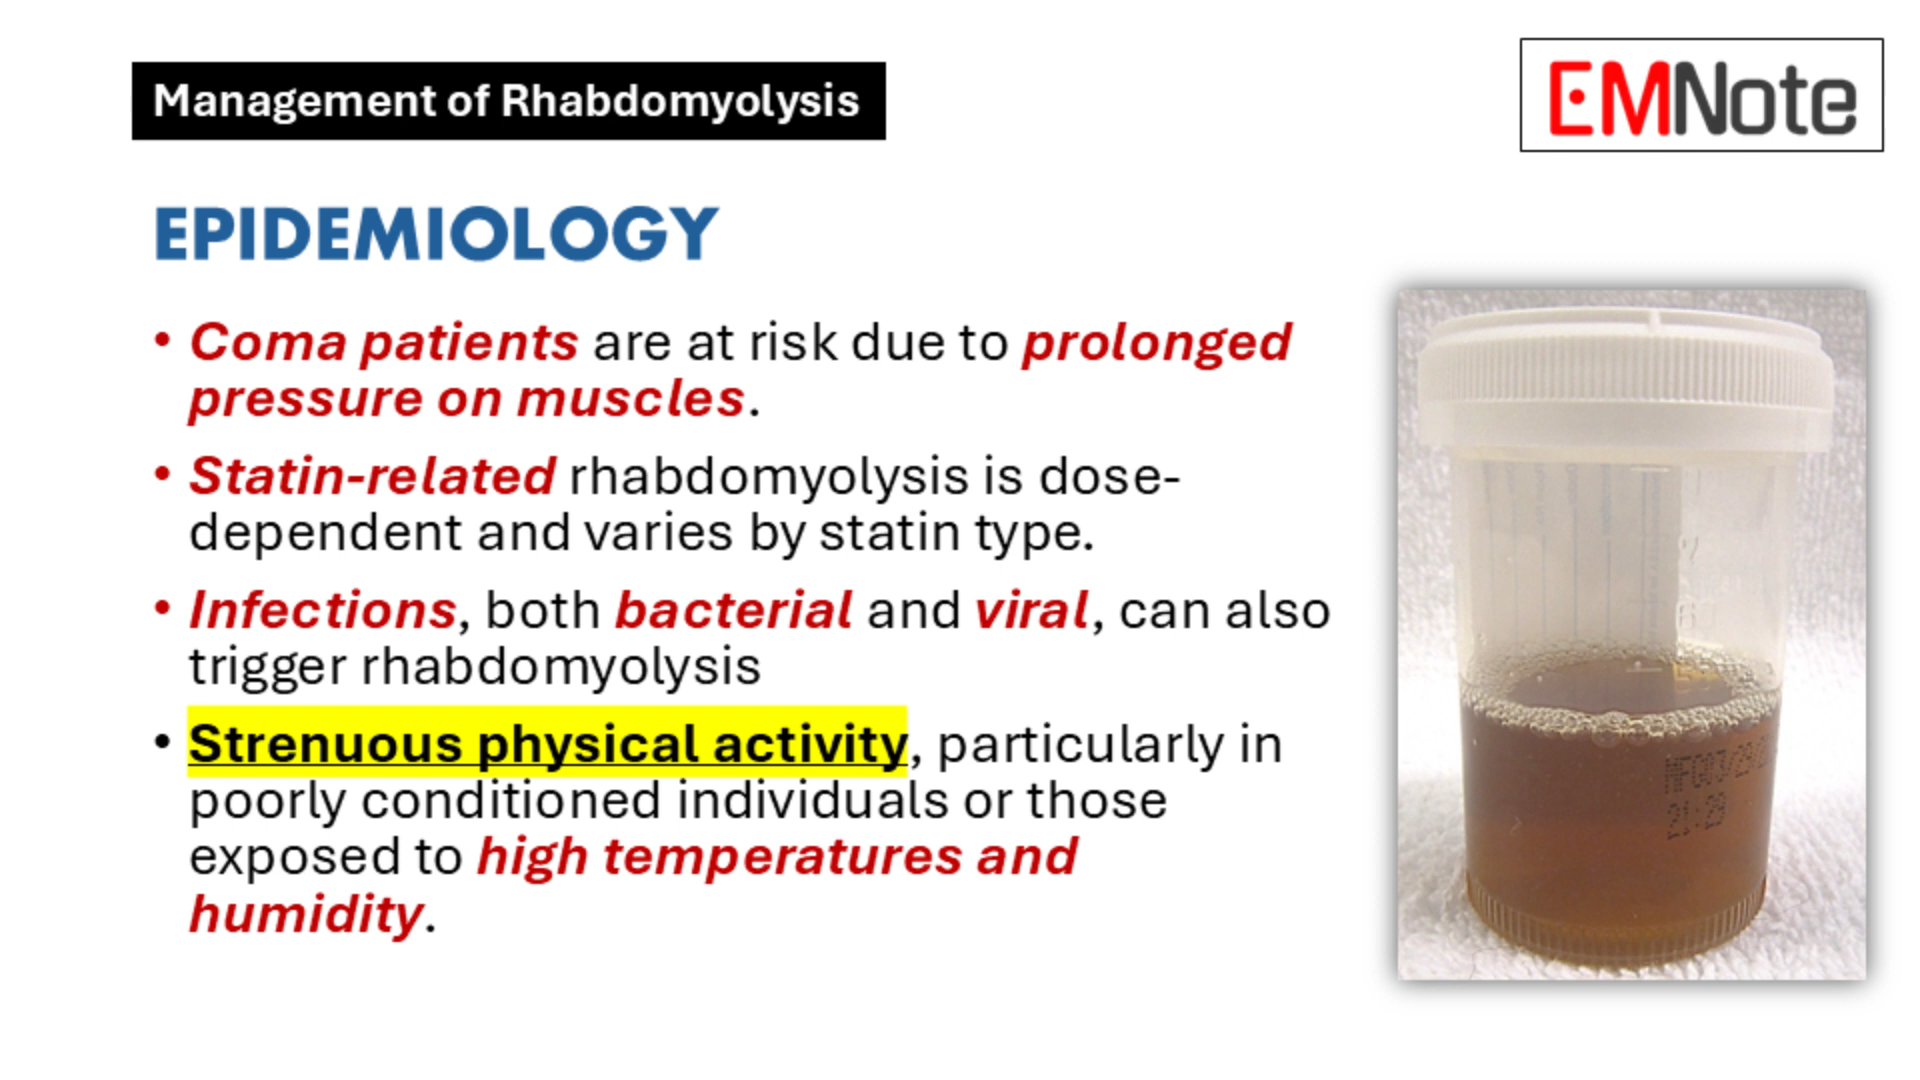 Management of Rhabdomyolysis
EMNote
EPIDEMIOLOGY
• Coma patients are at risk due to prolonged
pressure on muscles.
• Statin-related rhabdomyolysis is dose-
dependent and varies by statin type.
• Infections, both bacterial and viral, can also
trigger rhabdomyolysis
• Strenuous physical activity, particularly in
poorly conditioned individuals or those
exposed to high temperatures and
humidity.
21:29